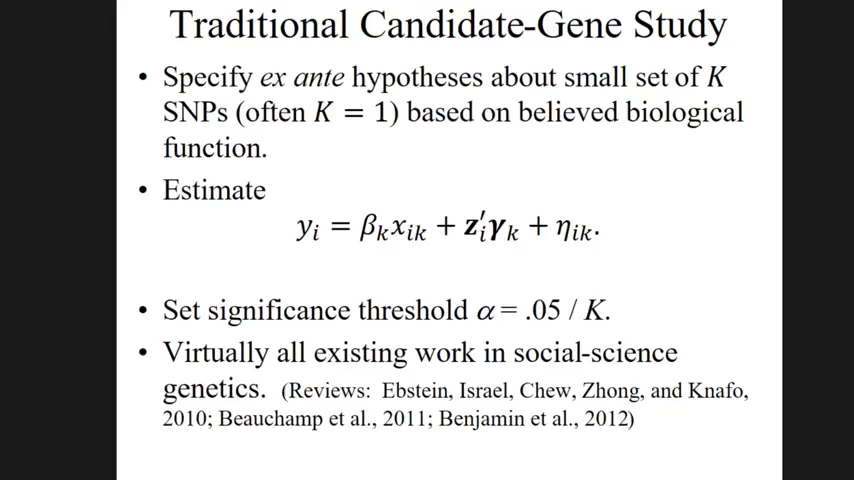 Traditional Candidate-Gene Study
• Specify ex ante hypotheses about small set of K
SNPs (often K = 1) based on believed biological
function.
• Estimate
yᵢ = βₖxᵢₖ + z′ᵢγₖ + ηᵢₖ.
• Set significance threshold α = .05 / K.
• Virtually all existing work in social-science
genetics. (Reviews: Ebstein, Israel, Chew, Zhong, and Knafo,
2010; Beauchamp et al., 2011; Benjamin et al., 2012)